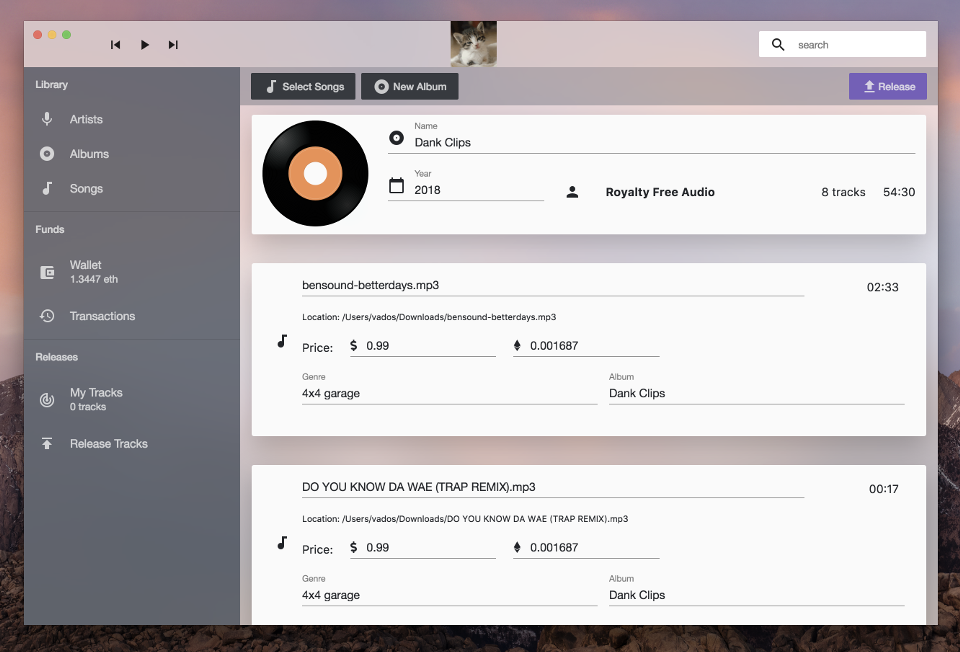 search
Library
Artists
Albums
Songs
Funds
Wallet
1.3447 eth
Transactions
Releases
My Tracks
0 tracks
Release Tracks
Select Songs
New Album
Release
Name
Dank Clips
Year
2018
Royalty Free Audio
8 tracks
54:30
bensound-betterdays.mp3
02:33
Location: /Users/vados/Downloads/bensound-betterdays.mp3
Price:
$ 0.99
0.001687
Genre
Album
4x4 garage
Dank Clips
DO YOU KNOW DA WAE (TRAP REMIX).mp3
00:17
Location: /Users/vados/Downloads/DO YOU KNOW DA WAE (TRAP REMIX).mp3
Price:
$ 0.99
0.001687
Genre
Album
4x4 garage
Dank Clips